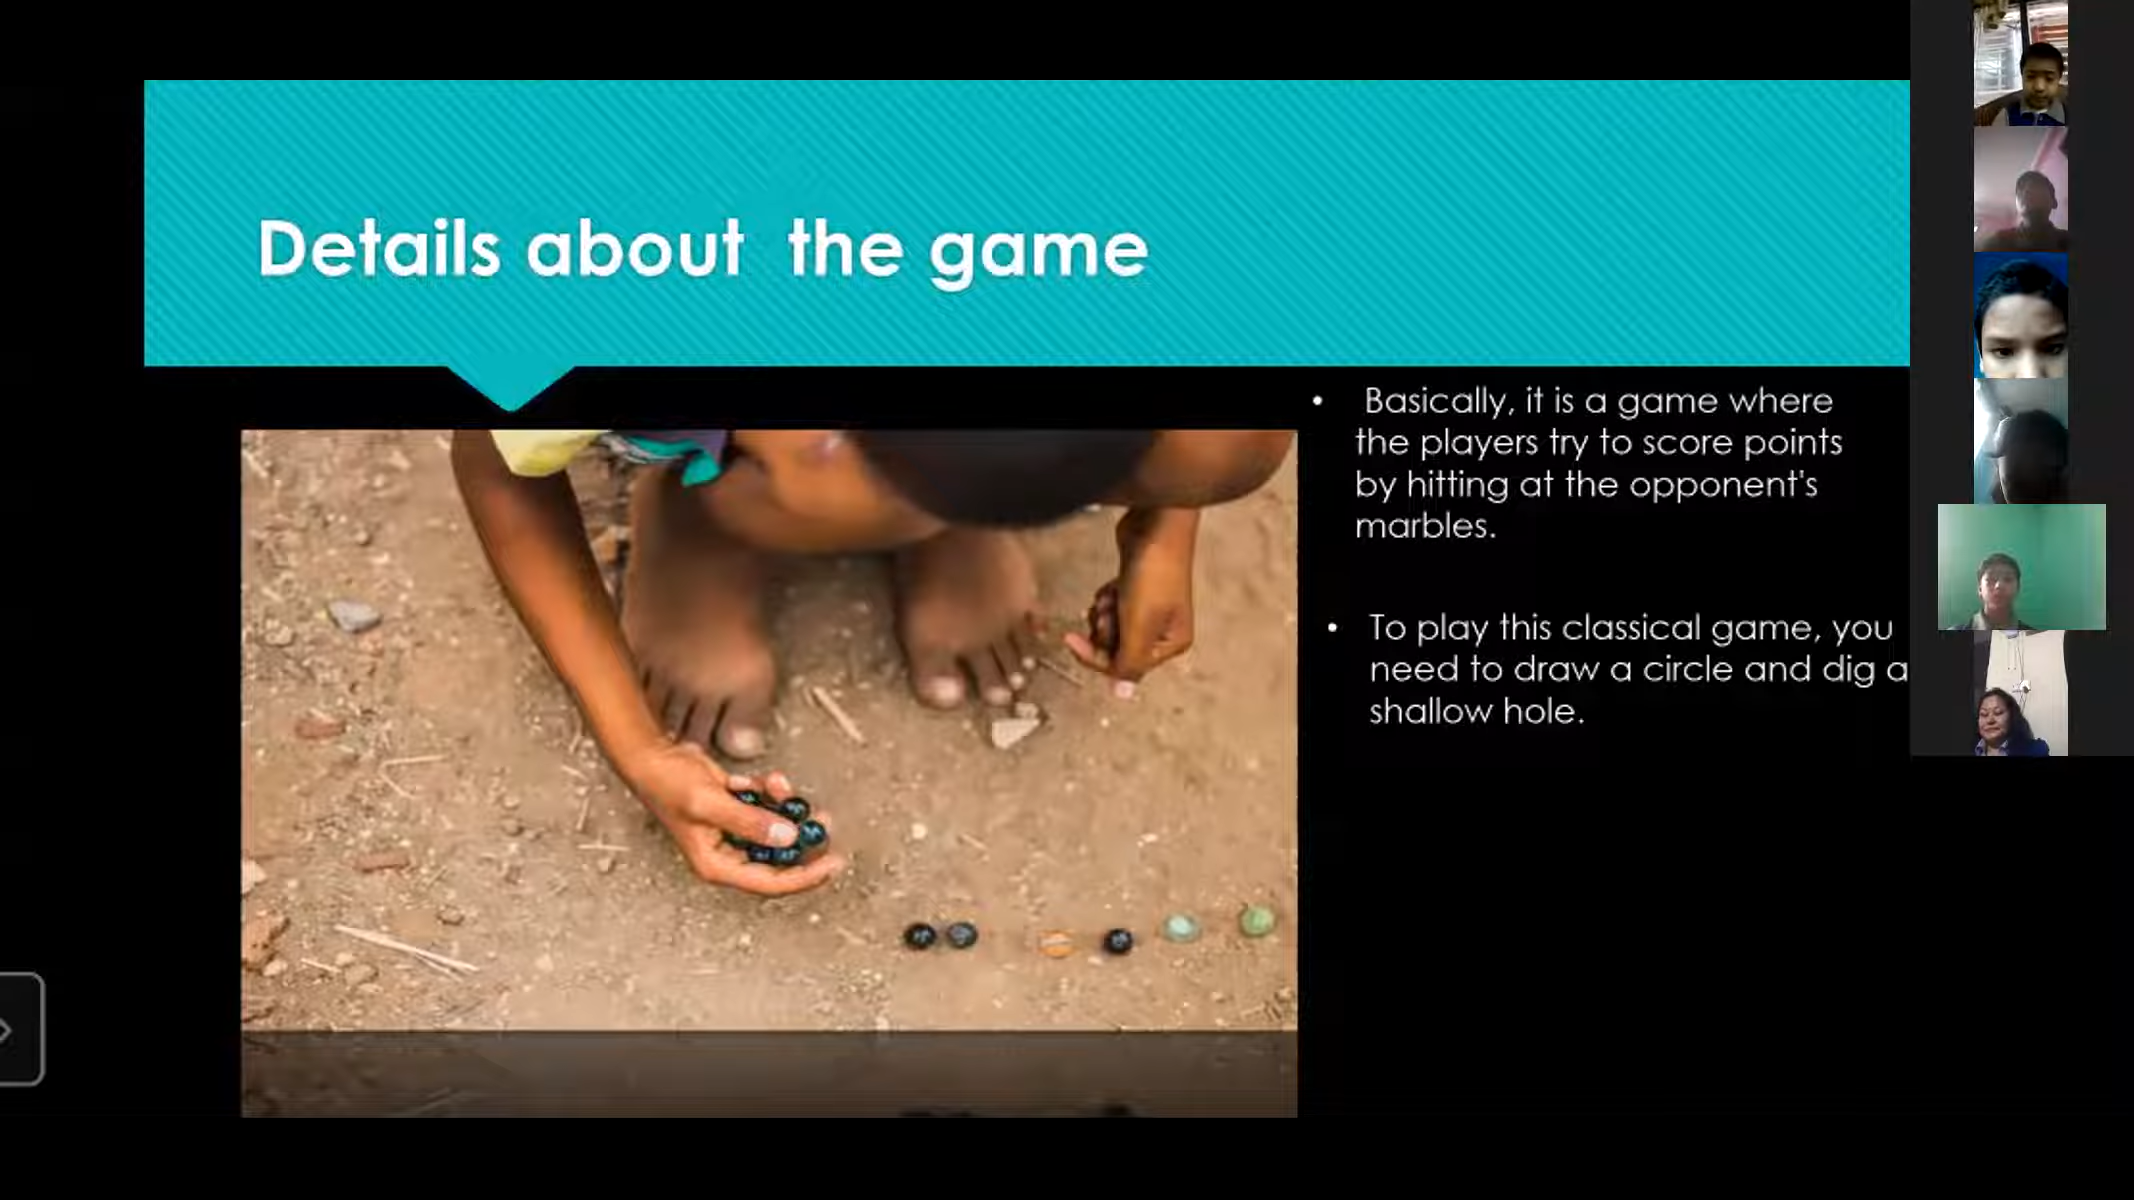 Details about the game
• Basically, it is a game where
the players try to score points
by hitting at the opponent's
marbles.
• To play this classical game, you
need to draw a circle and dig a
shallow hole.